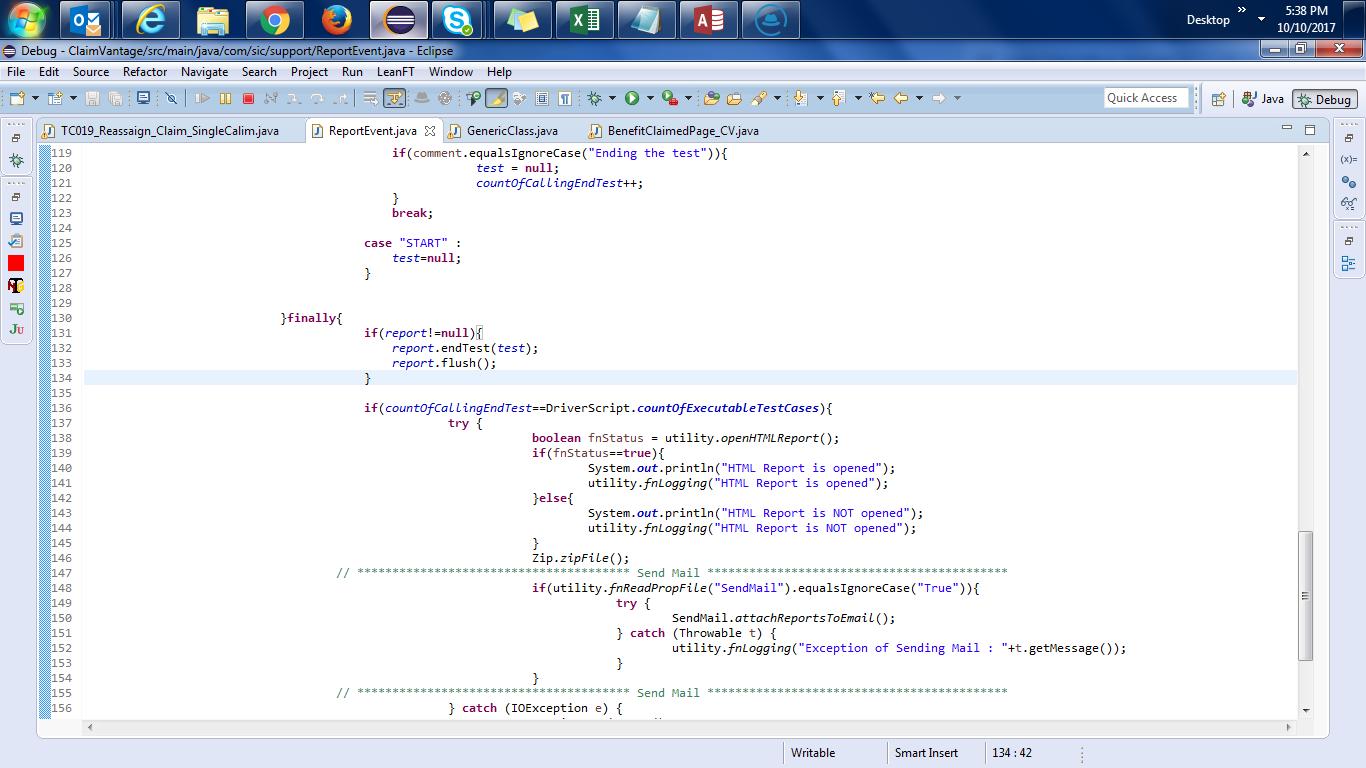 Desktop
»
5:38 PM
10/10/2017
Debug - ClaimVantage/src/main/java/com/sic/support/ReportEvent.java - Eclipse
File Edit Source Refactor Navigate Search Project Run LeanFT Window Help
Quick Access
Java
Debug
TC019_Reassaign_Claim_SingleCalim.java ReportEvent.java GenericClass.java BenefitClaimedPage_CV.java
119 if(comment.equalsIgnoreCase("Ending the test")){
120 test = null;
121 countOfCallingEndTest++;
122 }
123 break;
124
125 case "START" :
126 test=null;
127 }
128
129
130 }finally{
131 if(report!=null){
132 report.endTest(test);
133 report.flush();
134 }
135
136 if(countOfCallingEndTest==DriverScript.countOfExecutableTestCases){
137 try {
138 boolean fnStatus = utility.openHTMLReport();
139 if(fnStatus==true){
140 System.out.println("HTML Report is opened");
141 utility.fnLogging("HTML Report is opened");
142 }else{
143 System.out.println("HTML Report is NOT opened");
144 utility.fnLogging("HTML Report is NOT opened");
145 }
146 Zip.zipFile();
147 // *************************************** Send Mail *******************************************
148 if(utility.fnReadPropFile("SendMail").equalsIgnoreCase("True")){
149 try {
150 SendMail.attachReportsToEmail();
151 } catch (Throwable t) {
152 utility.fnLogging("Exception of Sending Mail : "+t.getMessage());
153 }
154 }
155 // *************************************** Send Mail *******************************************
156 } catch (IOException e) {
Writable Smart Insert 134 : 42